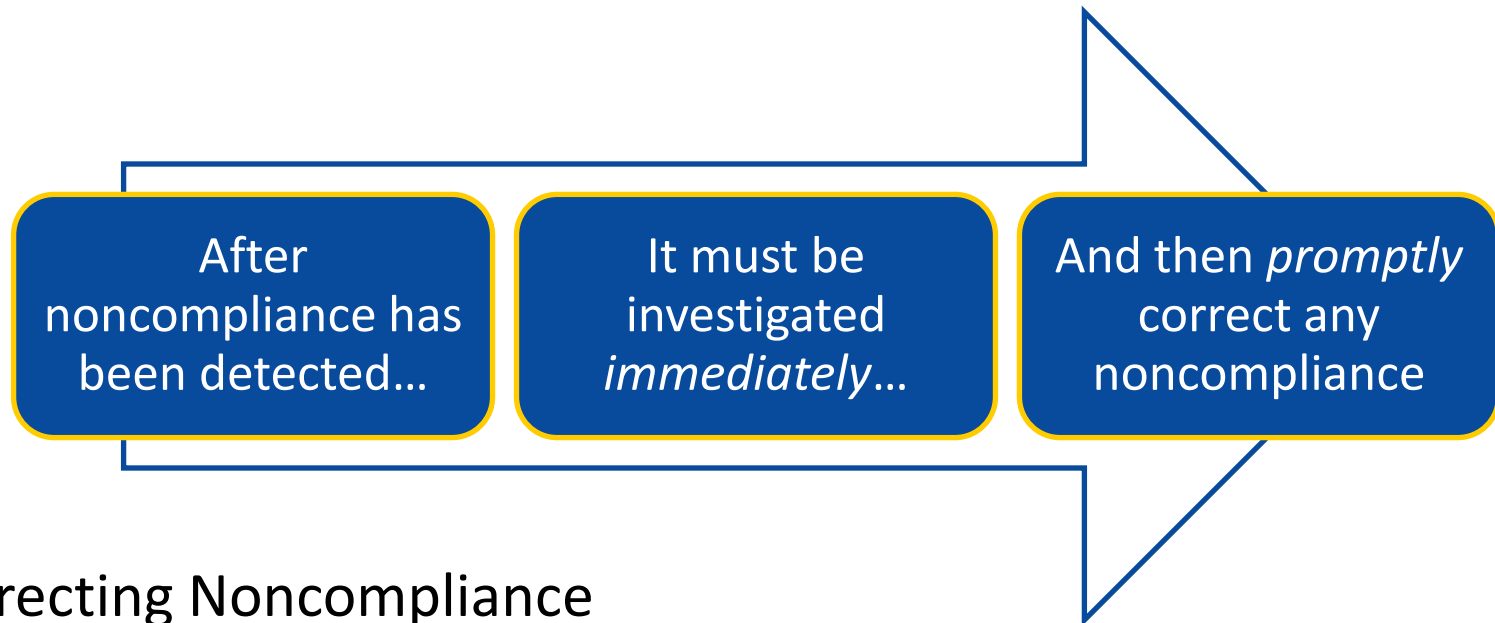 After
noncompliance has
been detected…
It must be
investigated
immediately…
And then promptly
correct any
noncompliance
recting Noncompliance